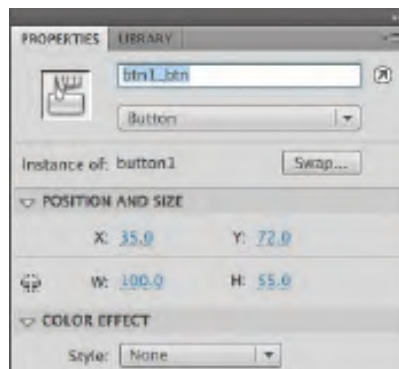 PROPERTIES LIBRARY
btn1_btn
Button
Instance of: button1 Swap...
POSITION AND SIZE
X: 35.0 Y: 72.0
W: 100.0 H: 55.0
COLOR EFFECT
Style: None